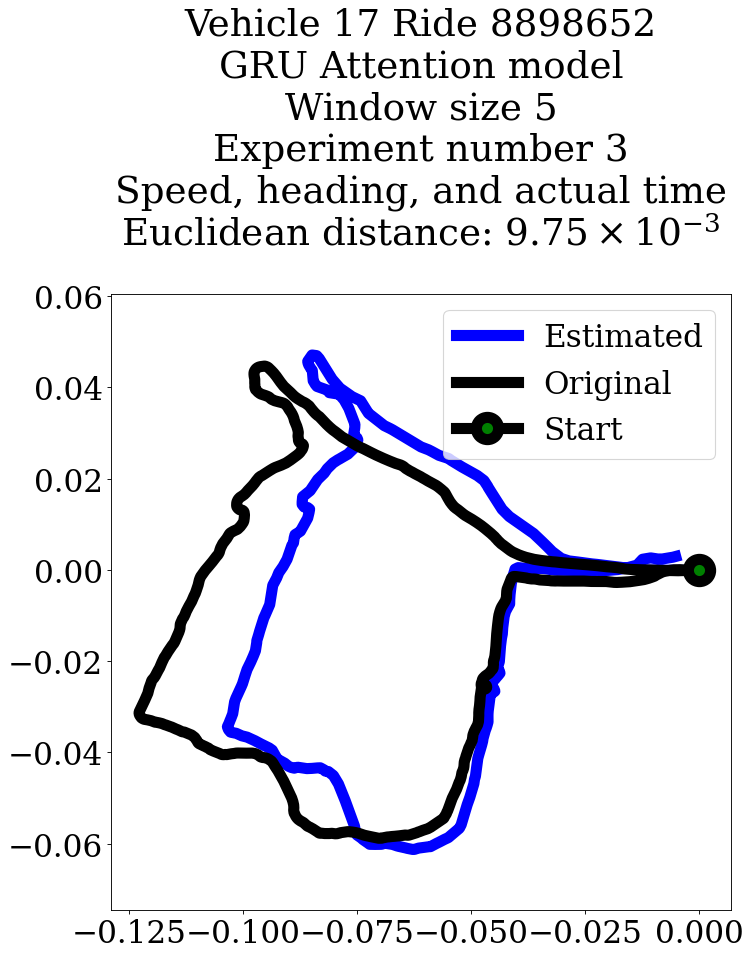 Vehicle 17 Ride 8898652
GRU Attention model
Window size 5
Experiment number 3
Speed, heading, and actual time
Euclidean distance: 9.75 × 10⁻³
0.06
0.04
0.02
0.00
−0.02
−0.04
−0.06
Estimated
Original
Start
−0.125 −0.100 −0.075 −0.050 −0.025 0.000